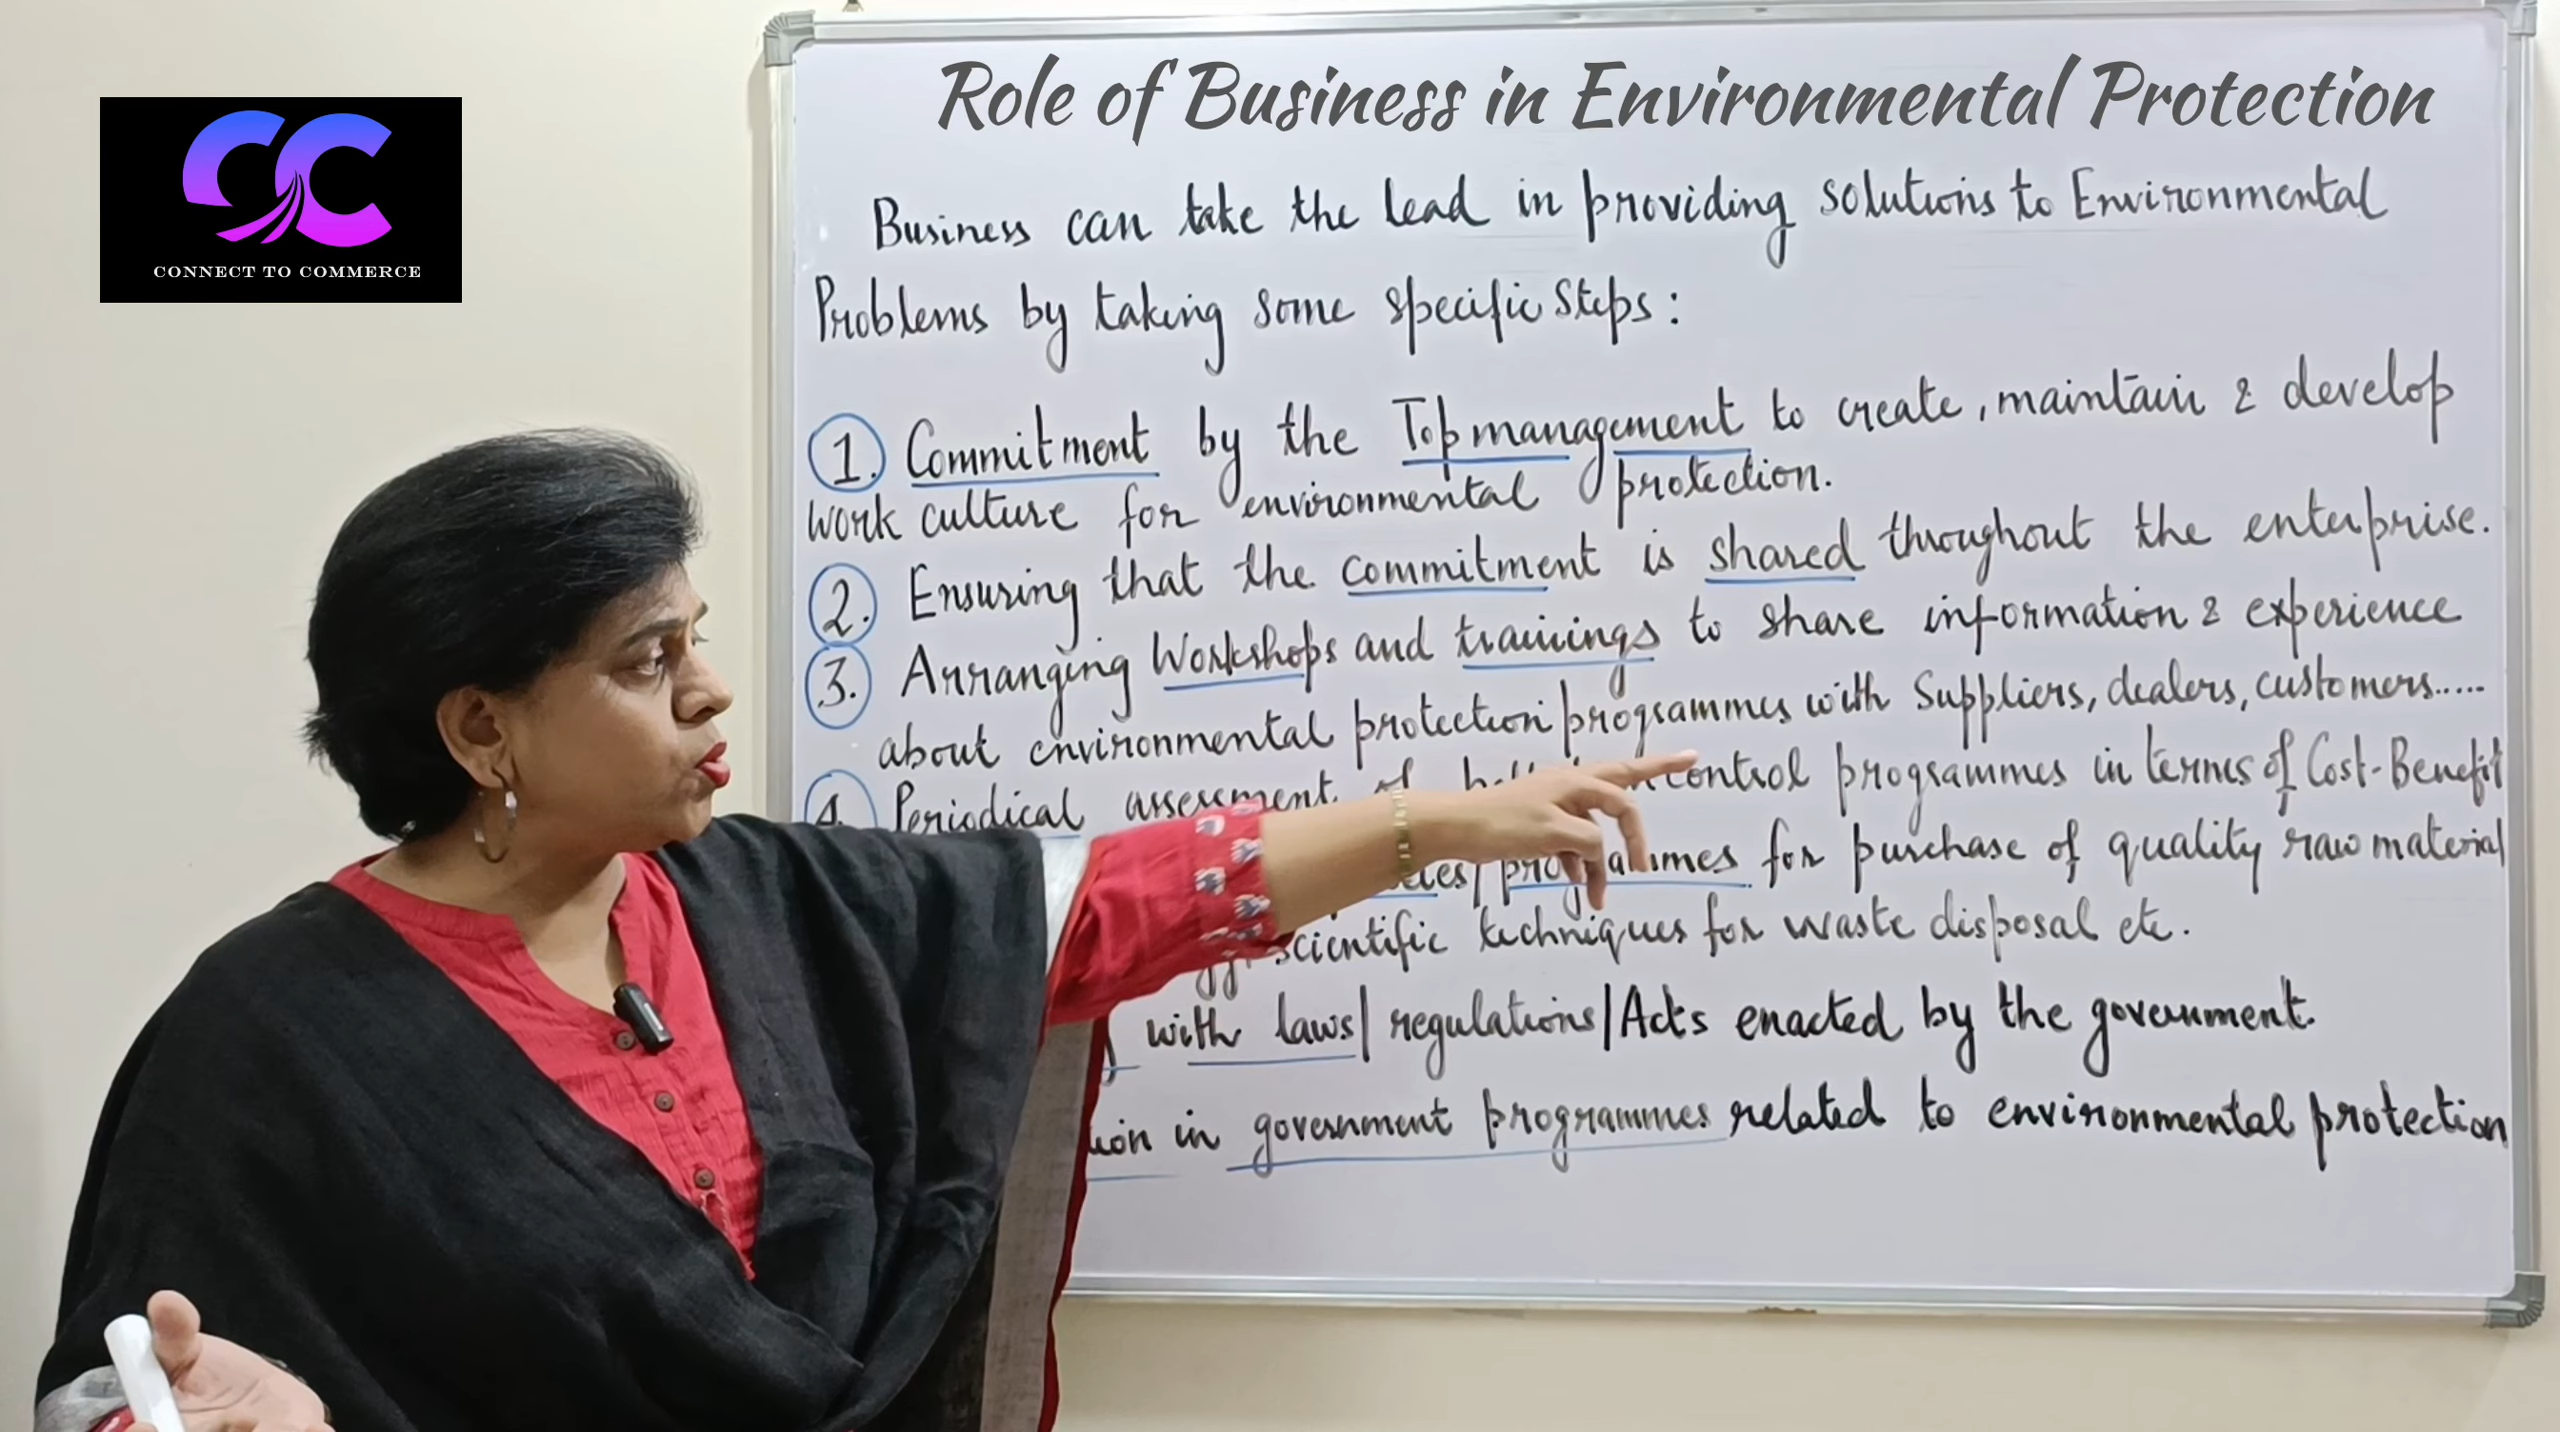 CONNECT TO COMMERCE
Role of Business in Environmental Protection
Business can take the lead in providing solutions to Environmental
Problems by taking some specific Steps:
1. Commitment by the Top management to create, maintain & develop
work culture for environmental protection.
2. Ensuring that the commitment is shared throughout the enterprise.
3. Arranging Workshops and trainings to share information & experience
about environmental protection programmes with Suppliers, dealers, customers.....
4. Periodical assessment of control programmes in terms of Cost-Benefit
programmes for purchase of quality raw material
scientific techniques for waste disposal etc.
with laws/ regulations/Acts enacted by the government.
in government programmes related to environmental protection